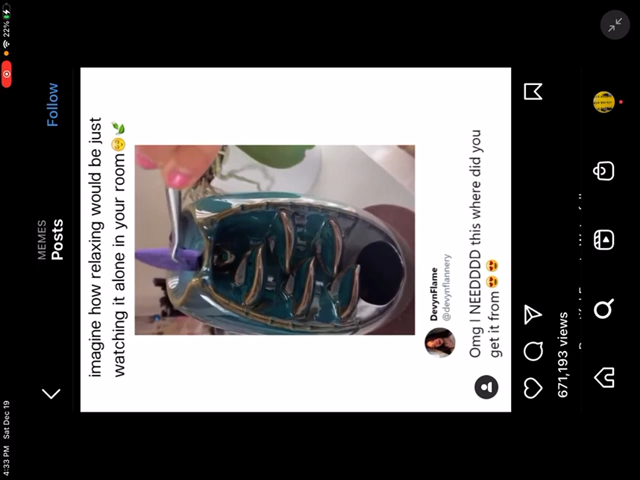 4:33 PM Sat Dec 19
22%
MEMES
Posts
Follow
imagine how relaxing would be just
watching it alone in your room
DevynFlame
@devynflannery
Omg I NEEDDDD this where did you
get it from
671,193 views